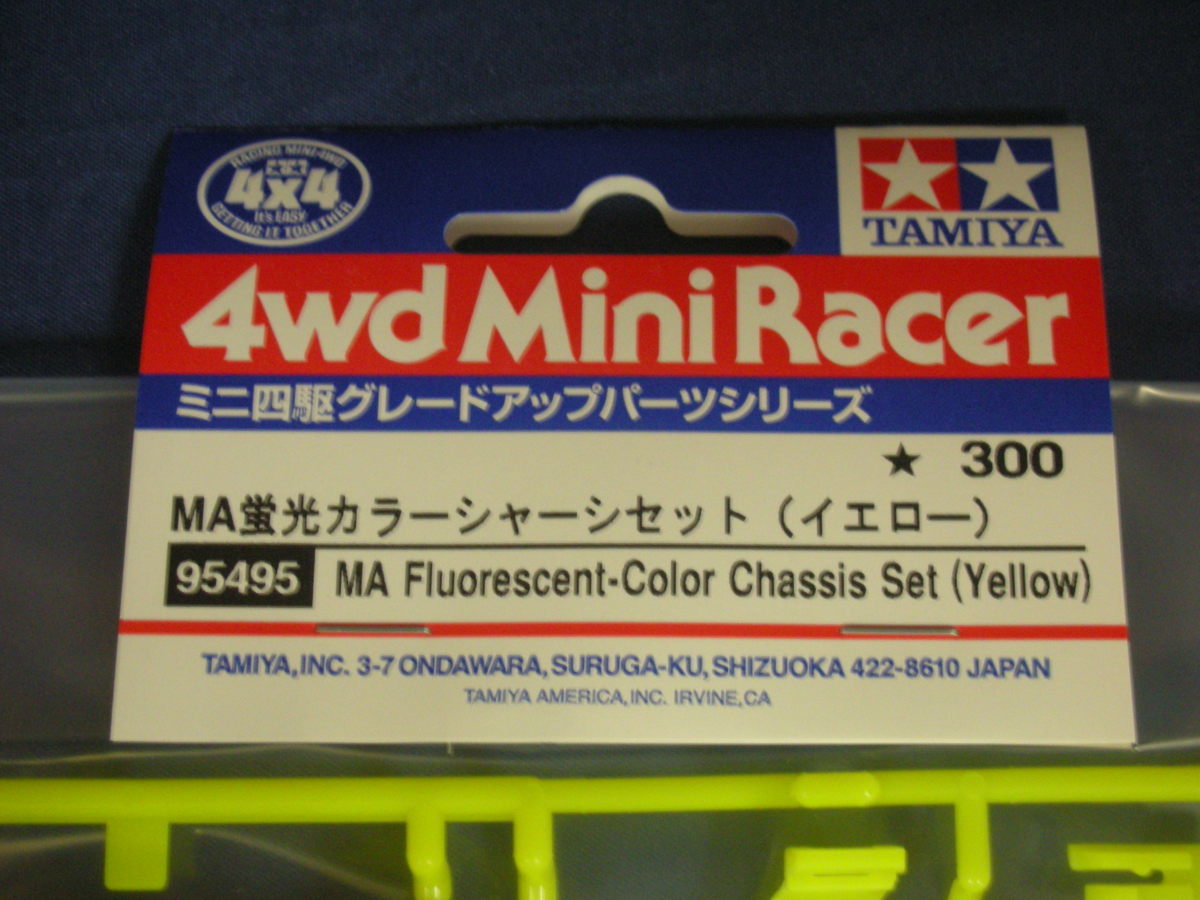 RACING MINI-4WD
4x4
It's EASY
GETTING IT TOGETHER
TAMIYA
4wd Mini Racer
ミニ四駆グレードアップパーツシリーズ
★ 300
MA蛍光カラーシャーシセット（イエロー）
95495 MA Fluorescent-Color Chassis Set (Yellow)
TAMIYA, INC. 3-7 ONDAWARA, SURUGA-KU, SHIZUOKA 422-8610 JAPAN
TAMIYA AMERICA, INC. IRVINE, CA